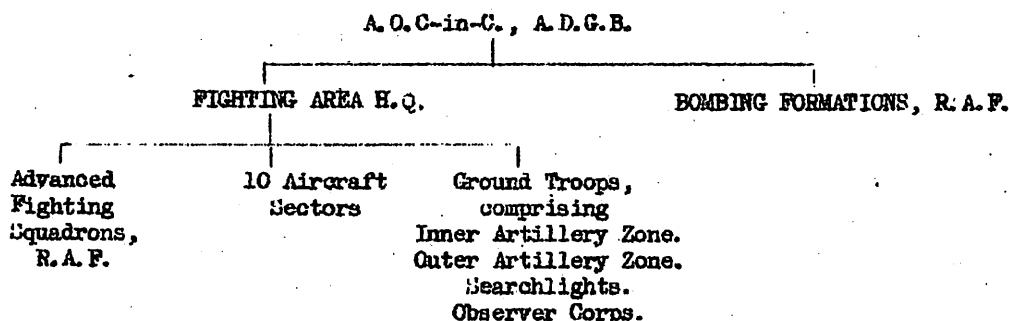 A.O.C-in-C., A.D.G.B.
FIGHTING AREA H.Q.
BOMBING FORMATIONS, R.A.F.
Advanced
Fighting
Squadrons,
R.A.F.
10 Aircraft
Sectors
Ground Troops,
comprising
Inner Artillery Zone.
Outer Artillery Zone.
Searchlights.
Observer Corps.